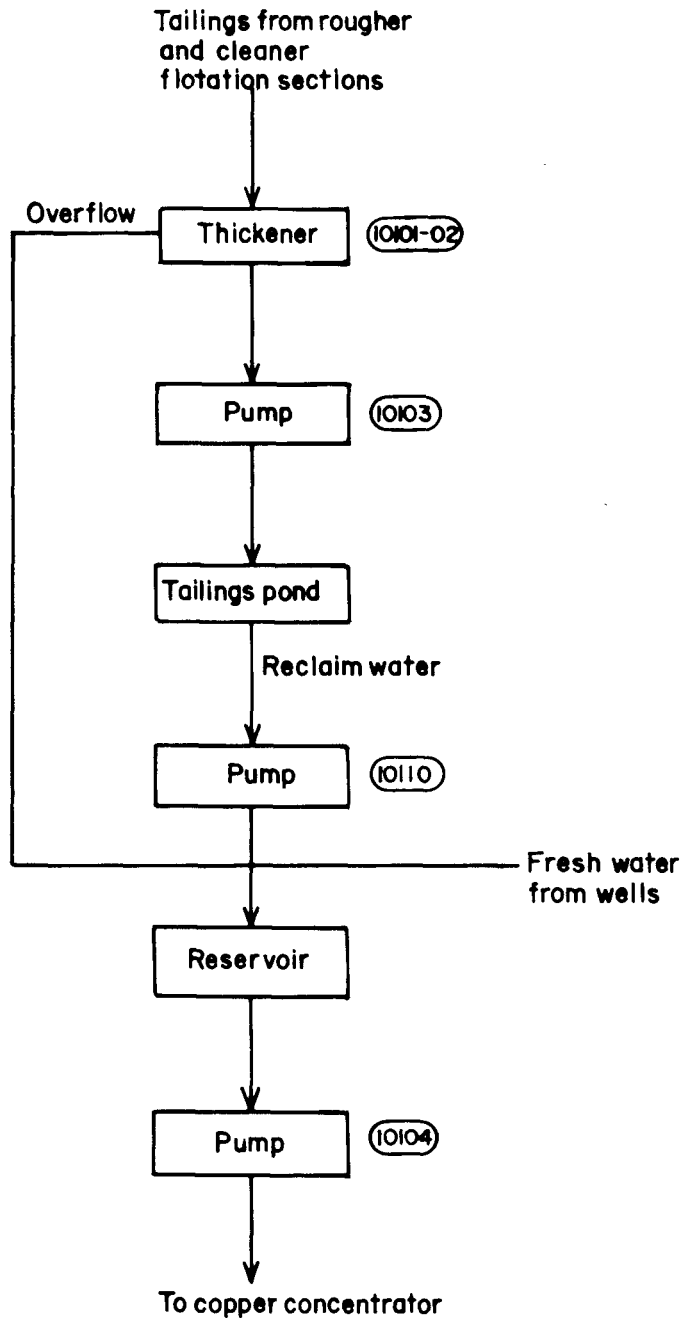 Tailings from rougher
and cleaner
flotation sections
Overflow
Thickener
10101-02
Pump
10103
Tailings pond
Reclaim water
Pump
10110
Fresh water
from wells
Reservoir
Pump
10104
To copper concentrator